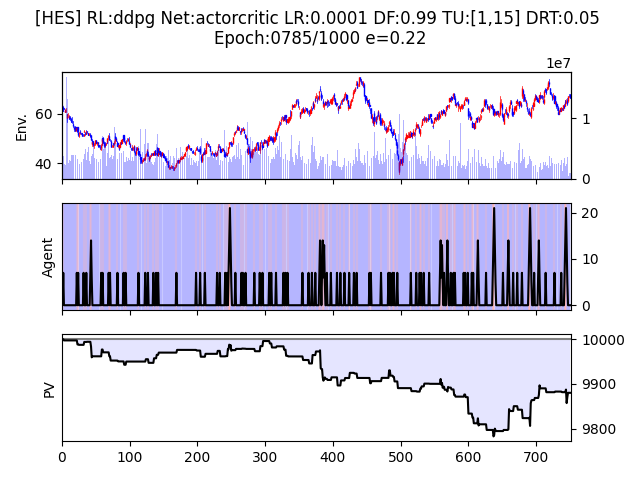 [HES] RL:ddpg Net:actorcritic LR:0.0001 DF:0.99 TU:[1,15] DRT:0.05
Epoch:0785/1000 e=0.22
1e7
Env.
60
40
1
0
Agent
20
10
0
PV
10000
9900
9800
0 100 200 300 400 500 600 700